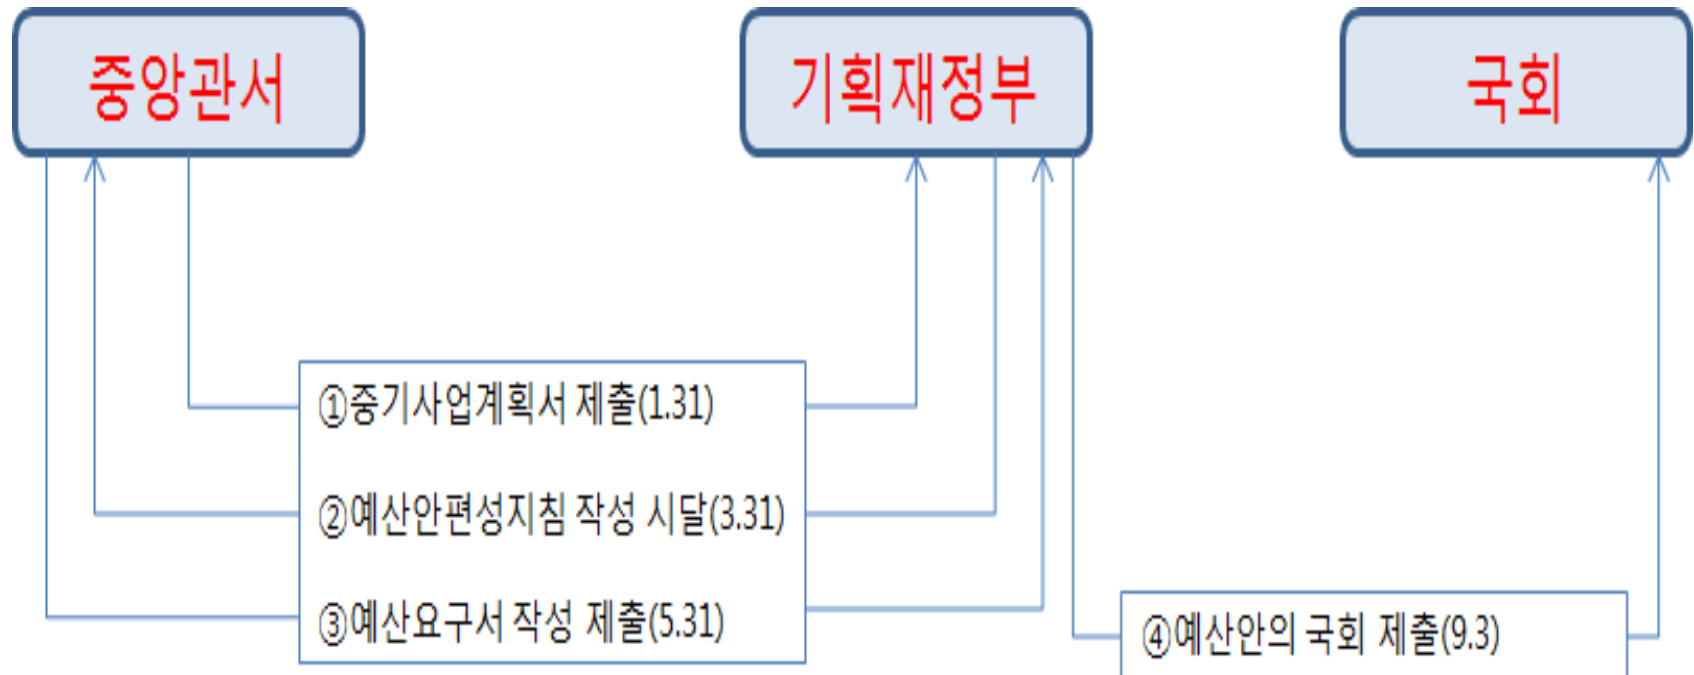 중앙관서
기획재정부
국회
①중기사업계획서 제출(1.31)
②예산안편성지침 작성 시달(3.31)
③예산요구서 작성 제출(5.31)
④예산안의 국회 제출(9.3)